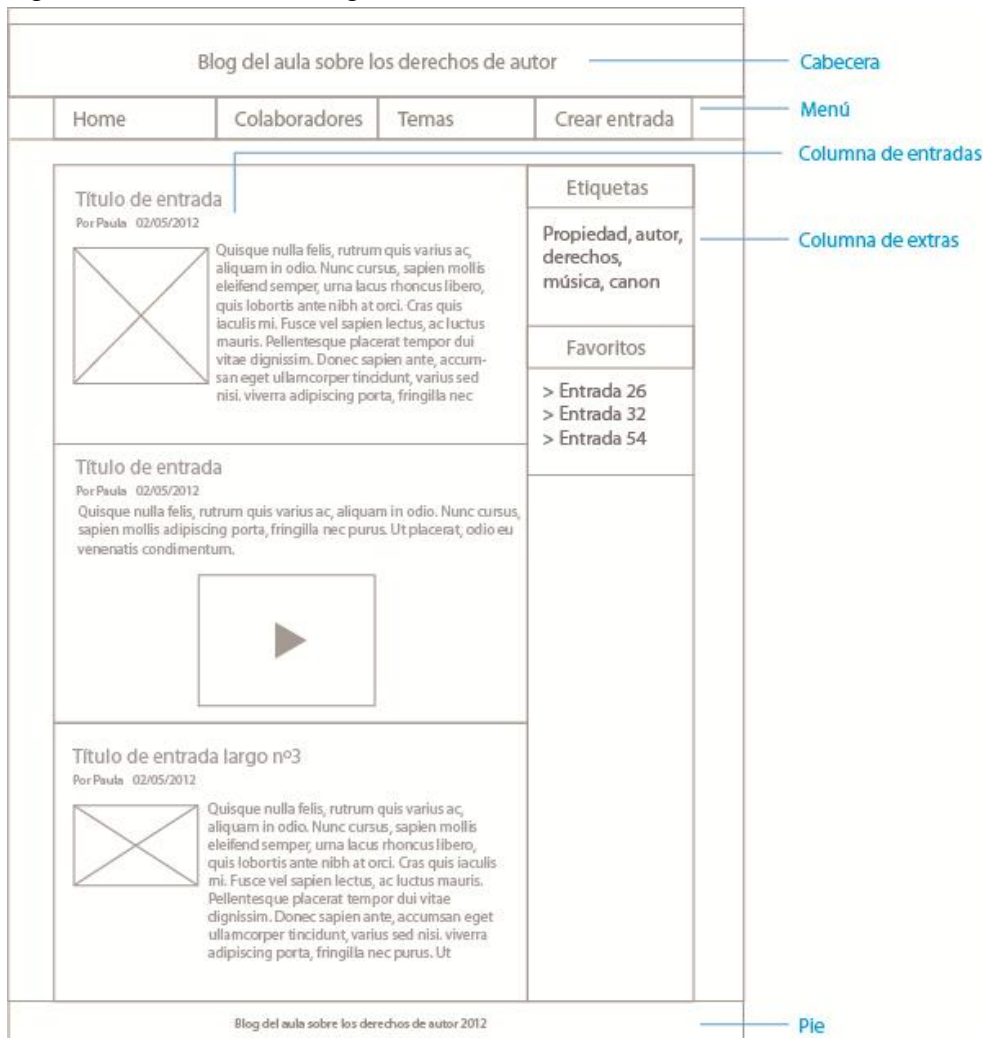 Blog del aula sobre los derechos de autor
Cabecera
Home
Colaboradores
Temas
Crear entrada
Menú
Columna de entradas
Título de entrada
Por Paula 02/05/2012
Quisque nulla felis, rutrum quis varius ac,
aliquam in odio. Nunc cursus, sapien mollis
eleifend semper, urna lacus rhoncus libero,
quis lobortis ante nibh at orci. Cras quis
iaculis mi. Fusce vel sapien lectus, ac luctus
mauris. Pellentesque placerat tempor dui
vitae dignissim. Donec sapien ante, accum-
san eget ullamcorper tincidunt, varius sed
nisi. viverra adipiscing porta, fringilla nec
Etiquetas
Propiedad, autor,
derechos,
música, canon
Columna de extras
Favoritos
> Entrada 26
> Entrada 32
> Entrada 54
Título de entrada
Por Paula 02/05/2012
Quisque nulla felis, rutrum quis varius ac, aliquam in odio. Nunc cursus,
sapien mollis adipiscing porta, fringilla nec purus. Ut placerat, odio eu
venenatis condimentum.
Título de entrada largo nº3
Por Paula 02/05/2012
Quisque nulla felis, rutrum quis varius ac,
aliquam in odio. Nunc cursus, sapien mollis
eleifend semper, urna lacus rhoncus libero,
quis lobortis ante nibh at orci. Cras quis iaculis
mi. Fusce vel sapien lectus, ac luctus mauris.
Pellentesque placerat tempor dui vitae
dignissim. Donec sapien ante, accumsan eget
ullamcorper tincidunt, varius sed nisi. viverra
adipiscing porta, fringilla nec purus. Ut
Blog del aula sobre los derechos de autor 2012
Pie